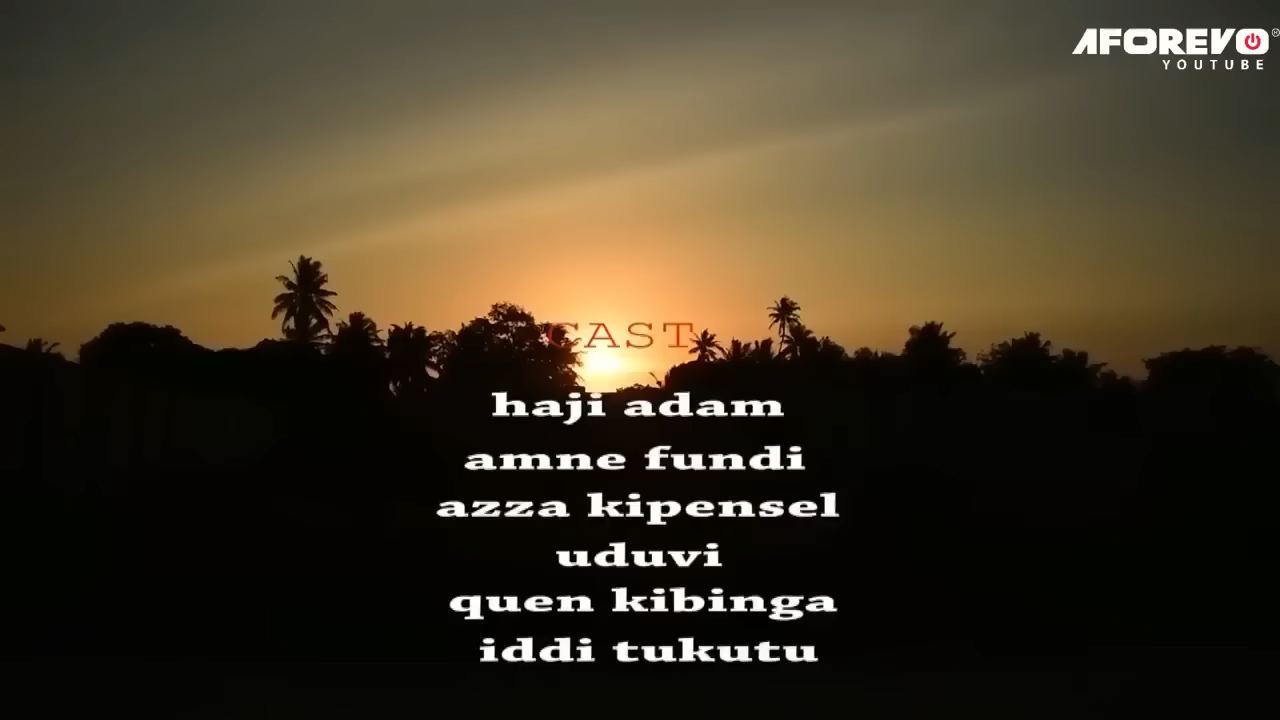 AFOREVO®
YOUTUBE
CAST
haji adam
amne fundi
azza kipensel
uduvi
quen kibinga
iddi tukutu